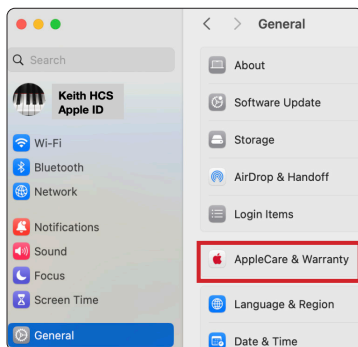 General
Search
Keith HCS
Apple ID
Wi-Fi
Bluetooth
Network
Notifications
Sound
Focus
Screen Time
General
About
Software Update
Storage
AirDrop & Handoff
Login Items
AppleCare & Warranty
Language & Region
Date & Time